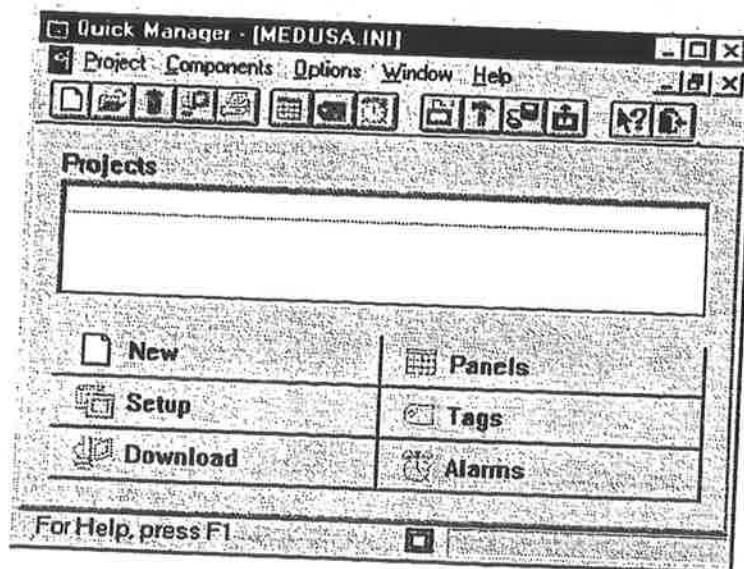 Quick Manager - [MEDUSA.INI]
Project Components Options Window Help
Projects
New
Panels
Setup
Tags
Download
Alarms
For Help, press F1